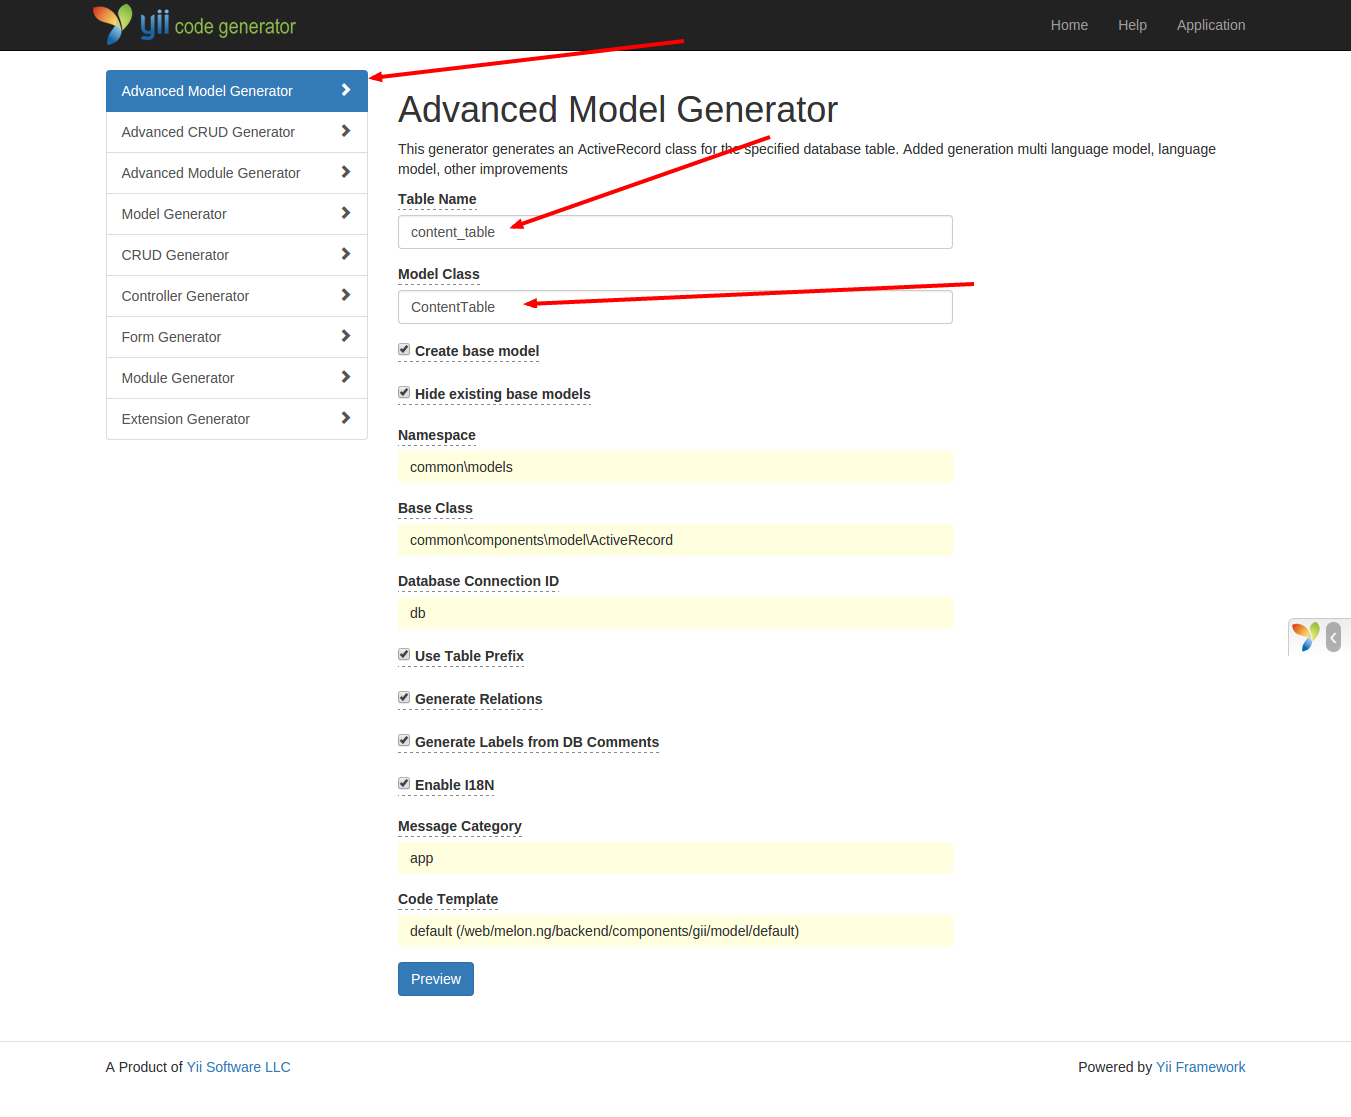 yii code generator
Home
Help
Application
Advanced Model Generator
Advanced CRUD Generator
Advanced Module Generator
Model Generator
CRUD Generator
Controller Generator
Form Generator
Module Generator
Extension Generator
Advanced Model Generator
This generator generates an ActiveRecord class for the specified database table. Added generation multi language model, language
model, other improvements
Table Name
content_table
Model Class
ContentTable
Create base model
Hide existing base models
Namespace
common\models
Base Class
common\components\model\ActiveRecord
Database Connection ID
db
Use Table Prefix
Generate Relations
Generate Labels from DB Comments
Enable I18N
Message Category
app
Code Template
default (/web/melon.ng/backend/components/gii/model/default)
Preview
A Product of Yii Software LLC
Powered by Yii Framework